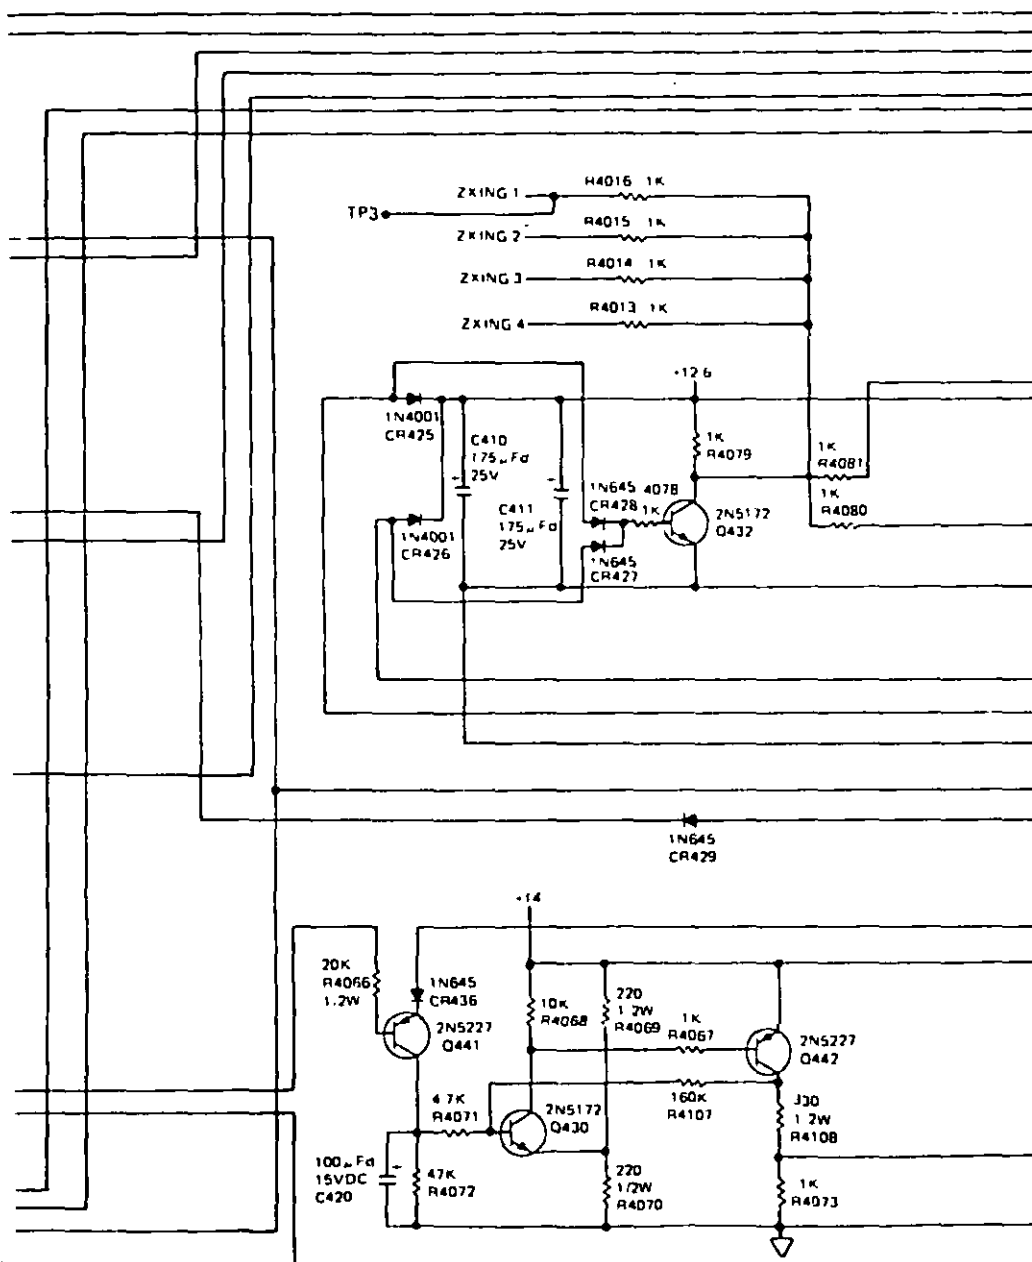 R4016 1K
ZXING 1
TP3
R4015 1K
ZXING 2
R4014 1K
ZXING 3
R4013 1K
ZXING 4
+12 6
1N4001
CR425
C410
175µFd
25V
1K
R4079
1K
R4081
1K
R4080
1N645
CR428
4078
1K
2N5172
Q432
C411
175µFd
25V
1N4001
CR426
1N645
CR427
1N645
CR429
+14
20K
R4066
1.2W
1N645
CR436
2N5227
Q441
10K
R4068
220
1 2W
R4069
1K
R4067
2N5227
Q442
160K
R4107
4 7K
R4071
2N5172
Q430
330
1 2W
R4108
100µFd
15VDC
C420
47K
R4072
220
1/2W
R4070
1K
R4073